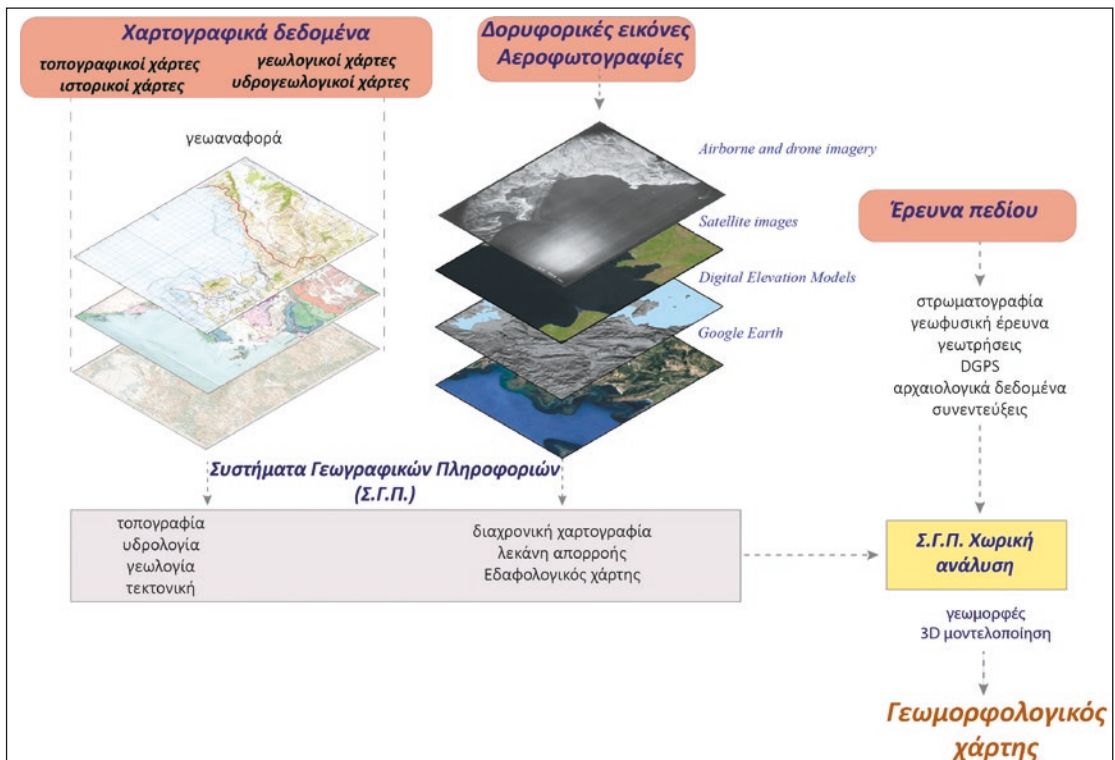 Χαρτογραφικά δεδομένα
τοπογραφικοί χάρτες
ιστορικοί χάρτες
γεωλογικοί χάρτες
υδρογεωλογικοί χάρτες
γεωαναφορά
Δορυφορικές εικόνες
Αεροφωτογραφίες
Airborne and drone imagery
Satellite images
Digital Elevation Models
Google Earth
Έρευνα πεδίου
στρωματογραφία
γεωφυσική έρευνα
γεωτρήσεις
DGPS
αρχαιολογικά δεδομένα
συνεντεύξεις
Συστήματα Γεωγραφικών Πληροφοριών
(Σ.Γ.Π.)
τοπογραφία
υδρολογία
γεωλογία
τεκτονική
διαχρονική χαρτογραφία
λεκάνη απορροής
Εδαφολογικός χάρτης
Σ.Γ.Π. Χωρική
ανάλυση
γεωμορφές
3D μοντελοποίηση
Γεωμορφολογικός
χάρτης